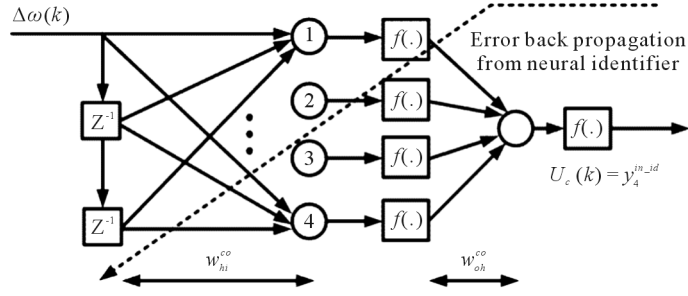 Δω(k)
1
f(.)
Error back propagation
from neural identifier
Z⁻¹
2
f(.)
f(.)
3
f(.)
U_c (k) = y_4^{in_id}
Z⁻¹
4
f(.)
w_{hi}^{co}
w_{oh}^{co}